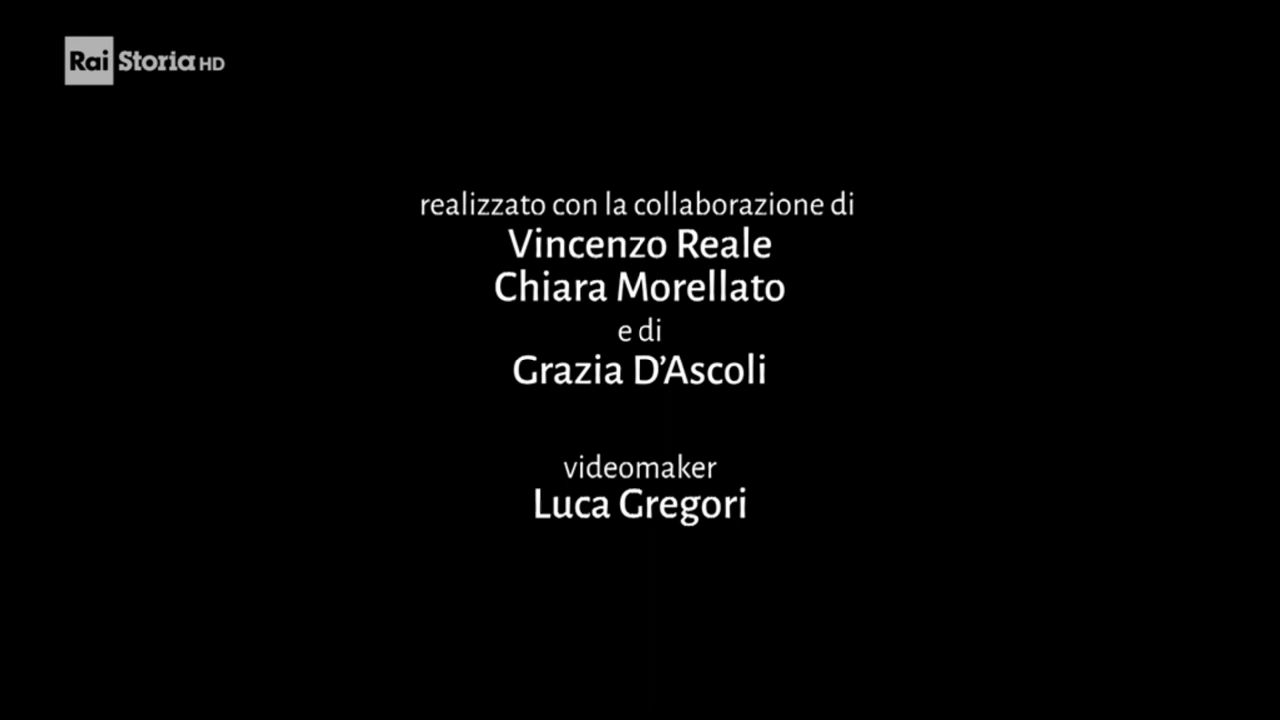 Rai Storia HD
realizzato con la collaborazione di
Vincenzo Reale
Chiara Morellato
e di
Grazia D’Ascoli
videomaker
Luca Gregori